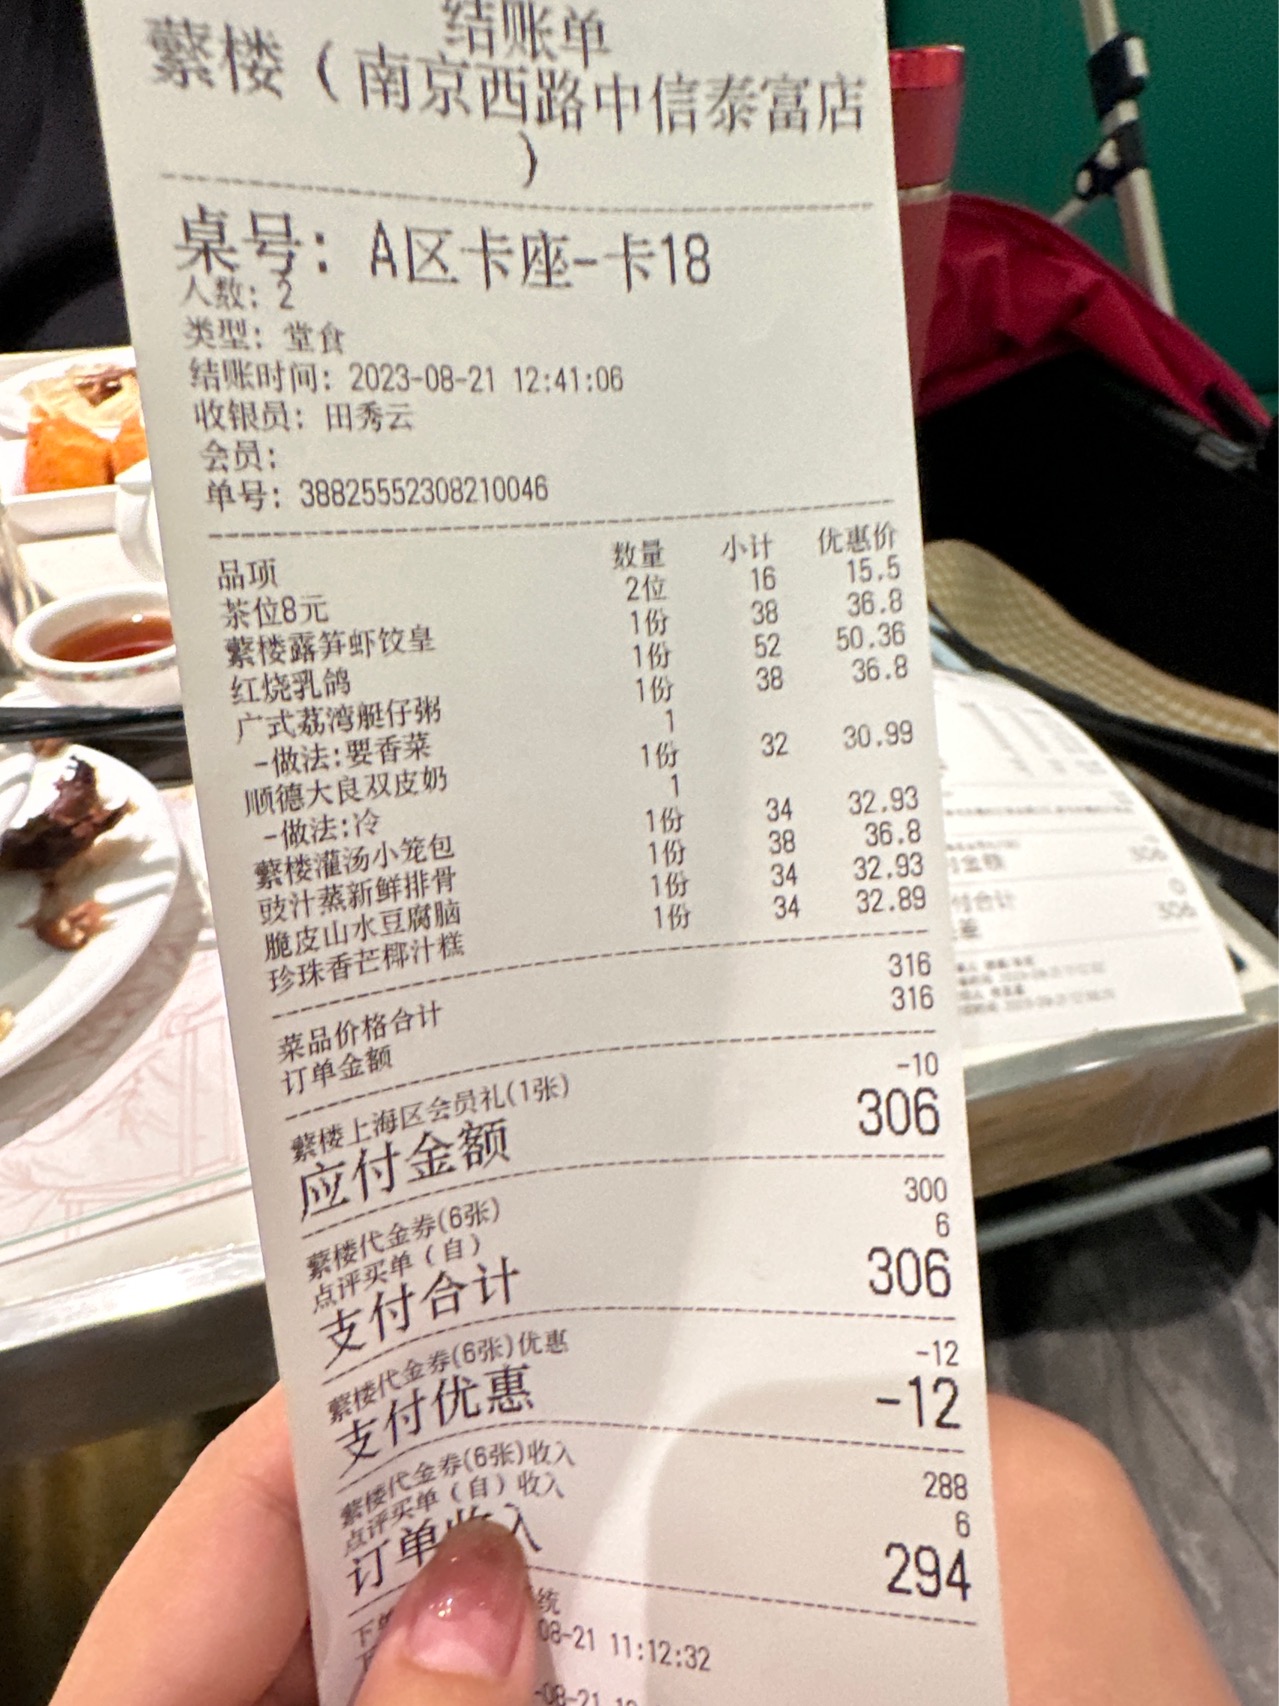 结账单
蘩楼（南京西路中信泰富店
）
桌号：A区卡座-卡18
人数：2
类型：堂食
结账时间：2023-08-21 12:41:06
收银员：田秀云
会员：
单号：38825552308210046
品项 数量 小计 优惠价
茶位8元 2位 16 15.5
蘩楼露笋虾饺皇 1份 38 36.8
红烧乳鸽 1份 52 50.36
广式荔湾艇仔粥 1份 38 36.8
-做法:要香菜 1
顺德大良双皮奶 1份 32 30.99
-做法:冷 1
蘩楼灌汤小笼包 1份 34 32.93
豉汁蒸新鲜排骨 1份 38 36.8
脆皮山水豆腐脑 1份 34 32.93
珍珠香芒椰汁糕 1份 34 32.89
菜品价格合计 316
订单金额 316
蘩楼上海区会员礼(1张) -10
应付金额 306
蘩楼代金券(6张) 300
点评买单（自） 6
支付合计 306
蘩楼代金券(6张)优惠 -12
支付优惠 -12
蘩楼代金券(6张)收入 288
点评买单（自）收入 6
订单收入 294
统
08-21 11:12:32
金额 306
付合计 0
306